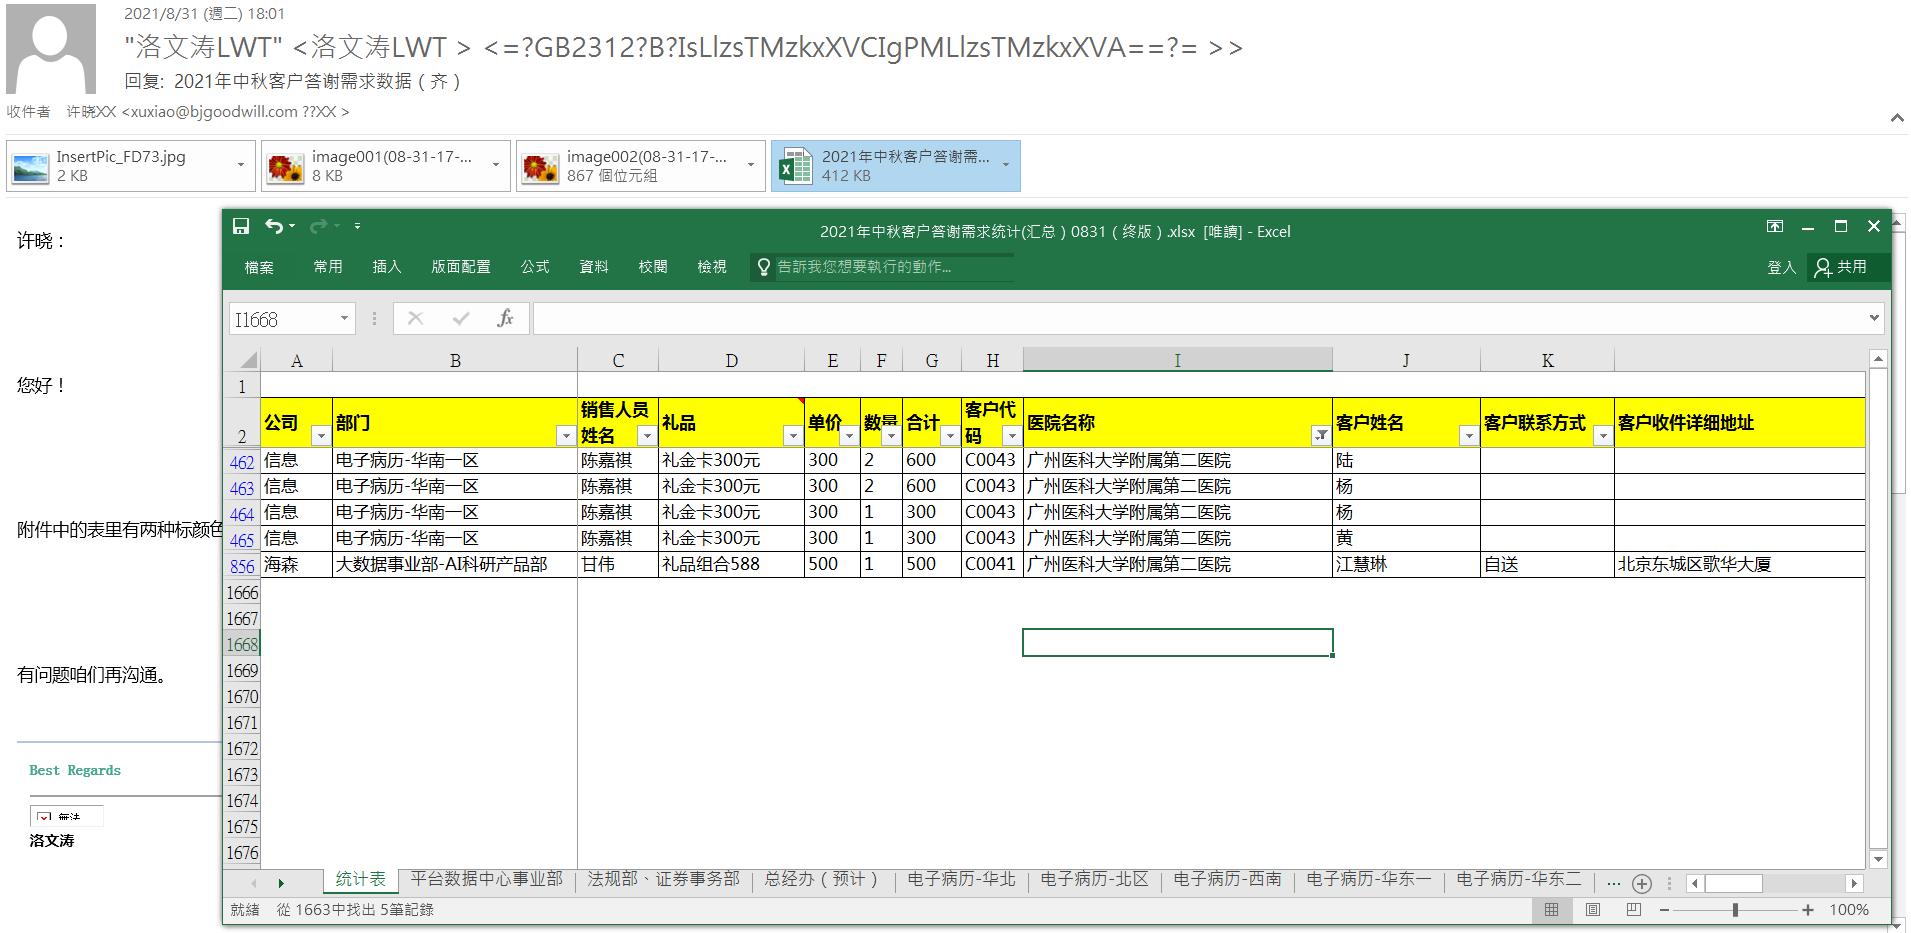 2021/8/31 (週二) 18:01
"洛文涛LWT" <洛文涛LWT > <=?GB2312?B?IsLlzsTMzkxXVCIgPMLlzsTMzkxXVA==?= >>
回复: 2021年中秋客户答谢需求数据（齐）
收件者 许晓XX <xuxiao@bjgoodwill.com ??XX >
InsertPic_FD73.jpg
2 KB
image001(08-31-17-...
8 KB
image002(08-31-17-...
867 個位元組
2021年中秋客户答谢需...
412 KB
许晓：
您好！
附件中的表里有两种标颜色
有问题咱们再沟通。
Best Regards
無法
洛文涛
2021年中秋客户答谢需求统计(汇总）0831（终版）.xlsx [唯讀] - Excel
檔案 常用 插入 版面配置 公式 資料 校閱 檢視 告訴我您想要執行的動作... 登入 共用
I1668 fx
A B C D E F G H I J K
1
2 公司 部门 销售人员姓名 礼品 单价 数量 合计 客户代码 医院名称 客户姓名 客户联系方式 客户收件详细地址
462 信息 电子病历-华南一区 陈嘉祺 礼金卡300元 300 2 600 C0043 广州医科大学附属第二医院 陆
463 信息 电子病历-华南一区 陈嘉祺 礼金卡300元 300 2 600 C0043 广州医科大学附属第二医院 杨
464 信息 电子病历-华南一区 陈嘉祺 礼金卡300元 300 1 300 C0043 广州医科大学附属第二医院 杨
465 信息 电子病历-华南一区 陈嘉祺 礼金卡300元 300 1 300 C0043 广州医科大学附属第二医院 黄
856 海森 大数据事业部-AI科研产品部 甘伟 礼品组合588 500 1 500 C0041 广州医科大学附属第二医院 江慧琳 自送 北京东城区歌华大厦
1666
1667
1668
1669
1670
1671
1672
1673
1674
1675
1676
统计表 平台数据中心事业部 法规部、证券事务部 总经办（预计） 电子病历-华北 电子病历-北区 电子病历-西南 电子病历-华东一 电子病历-华东二 ...
就緒 從 1663中找出 5筆記錄 100%